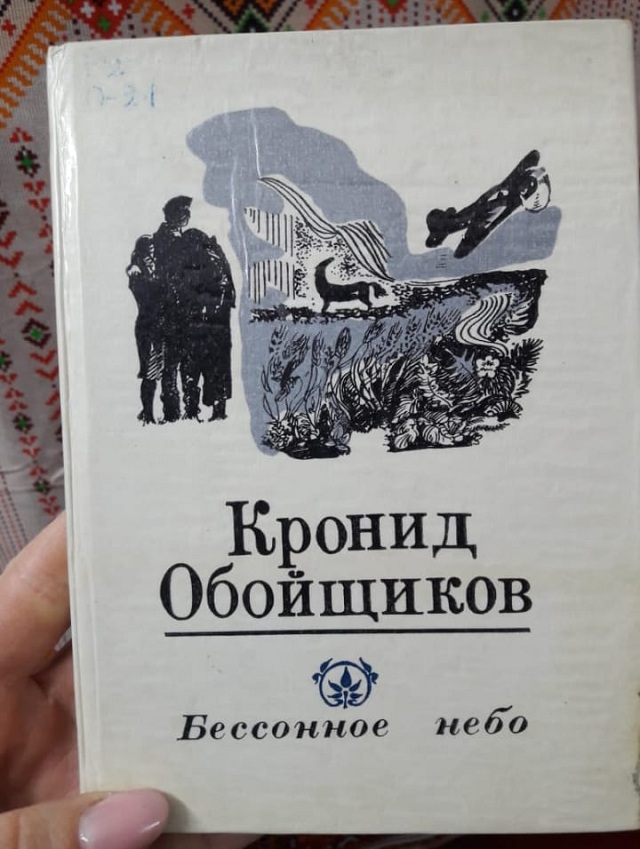 Кронид
Обойщиков
Бессонное небо